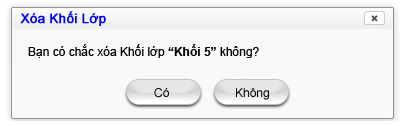 Xóa Khối Lớp
Bạn có chắc xóa Khối lớp “Khối 5” không?
Có
Không